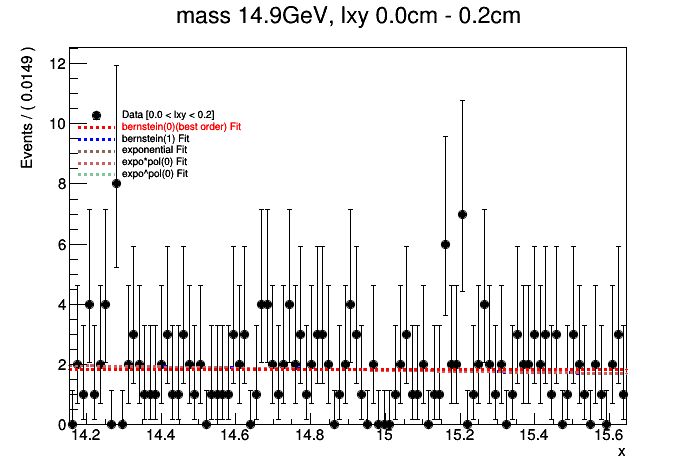 mass 14.9GeV, lxy 0.0cm - 0.2cm
Events / ( 0.0149 )
12
10
8
6
4
2
0
Data [0.0 < lxy < 0.2]
bernstein(0)(best order) Fit
bernstein(1) Fit
exponential Fit
expo*pol(0) Fit
expo^pol(0) Fit
14.2 14.4 14.6 14.8 15 15.2 15.4 15.6
x